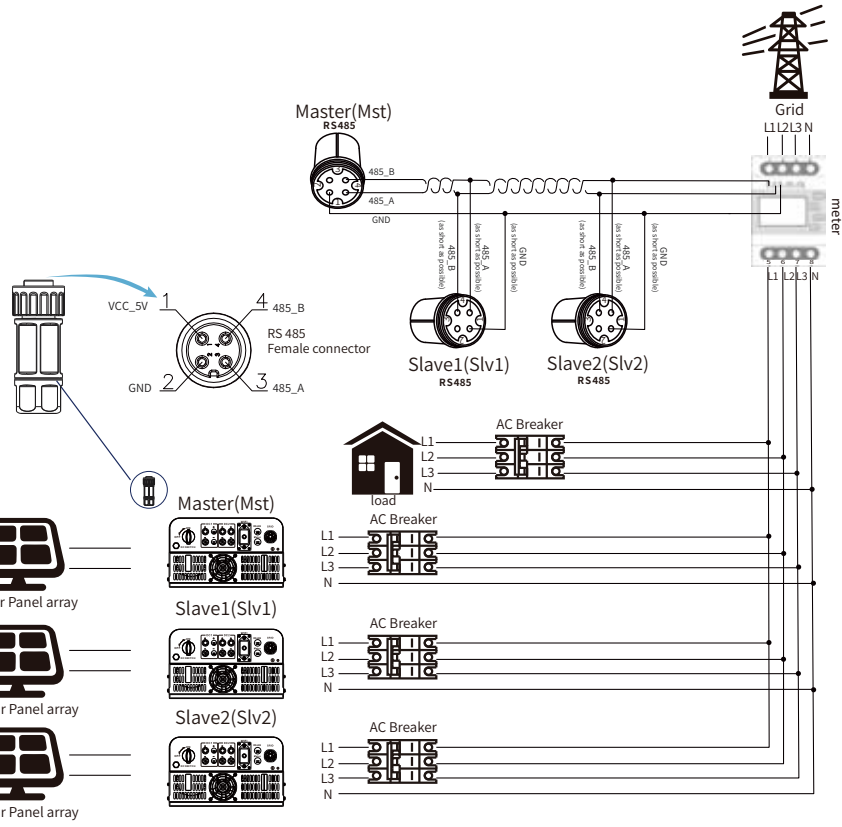 Grid
L1 L2 L3 N
Master(Mst)
RS485
485_B
485_A
GND
meter
5 6 7 8
L1 L2 L3 N
485_B
(as short as possible)
485_A
(as short as possible)
GND
(as short as possible)
485_B
(as short as possible)
485_A
(as short as possible)
GND
(as short as possible)
Slave1(Slv1)
RS485
Slave2(Slv2)
RS485
VCC_5V 1
4 485_B
RS 485
Female connector
GND 2
3 485_A
AC Breaker
L1
L2
L3
N
load
Master(Mst)
AC Breaker
L1
L2
L3
N
r Panel array
Slave1(Slv1)
AC Breaker
L1
L2
L3
N
r Panel array
Slave2(Slv2)
AC Breaker
L1
L2
L3
N
r Panel array